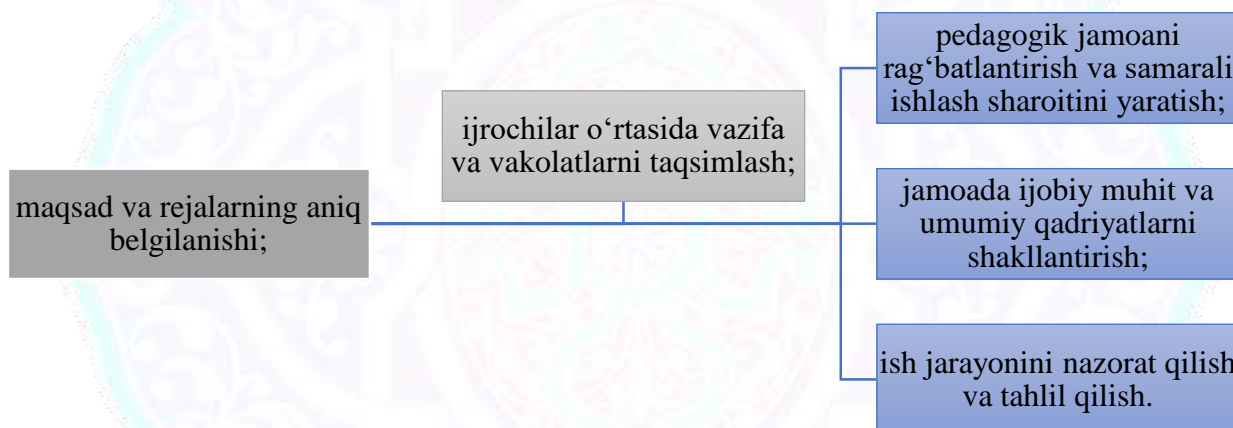 maqsad va rejalarning aniq
belgilanishi;
ijrochilar o‘rtasida vazifa
va vakolatlarni taqsimlash;
pedagogik jamoani
rag‘batlantirish va samarali
ishlash sharoitini yaratish;
jamoada ijobiy muhit va
umumiy qadriyatlarni
shakllantirish;
ish jarayonini nazorat qilish
va tahlil qilish.